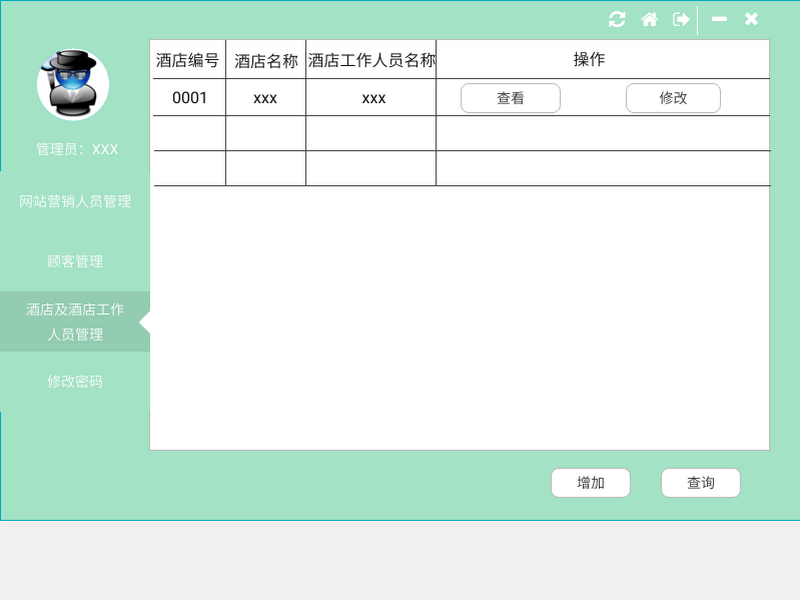 管理员：XXX
网站营销人员管理
顾客管理
酒店及酒店工作
人员管理
修改密码
酒店编号 酒店名称 酒店工作人员名称 操作
0001 xxx xxx 查看 修改
增加 查询